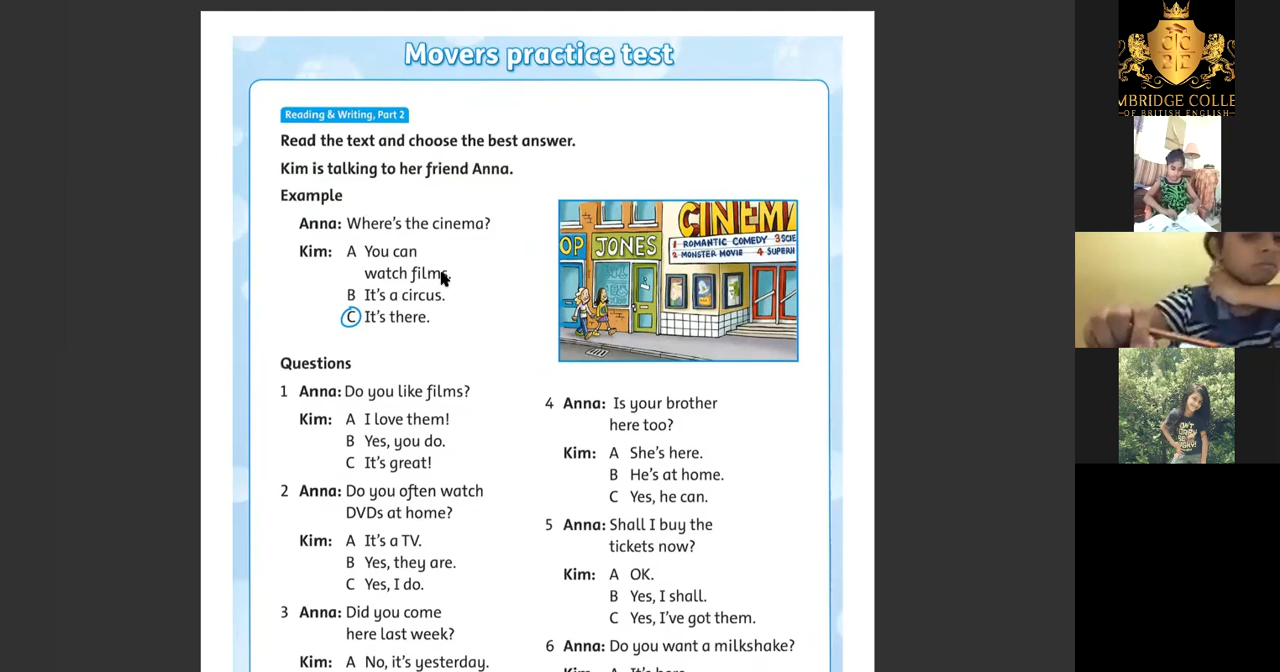 Movers practice test
Reading & Writing, Part 2
Read the text and choose the best answer.
Kim is talking to her friend Anna.
Example
Anna: Where's the cinema?
Kim: A You can
watch films.
B It's a circus.
C It's there.
OP JONES
CINEMA
1 ROMANTIC COMEDY 3 SCIE
2 MONSTER MOVIE 4 SUPERH
Questions
1 Anna: Do you like films?
Kim: A I love them!
B Yes, you do.
C It's great!
2 Anna: Do you often watch
DVDs at home?
Kim: A It's a TV.
B Yes, they are.
C Yes, I do.
3 Anna: Did you come
here last week?
Kim: A No, it's yesterday.
4 Anna: Is your brother
here too?
Kim: A She's here.
B He's at home.
C Yes, he can.
5 Anna: Shall I buy the
tickets now?
Kim: A OK.
B Yes, I shall.
C Yes, I've got them.
6 Anna: Do you want a milkshake?
Kim: A It's here.
MBRIDGE COLLE
OF BRITISH ENGLISH